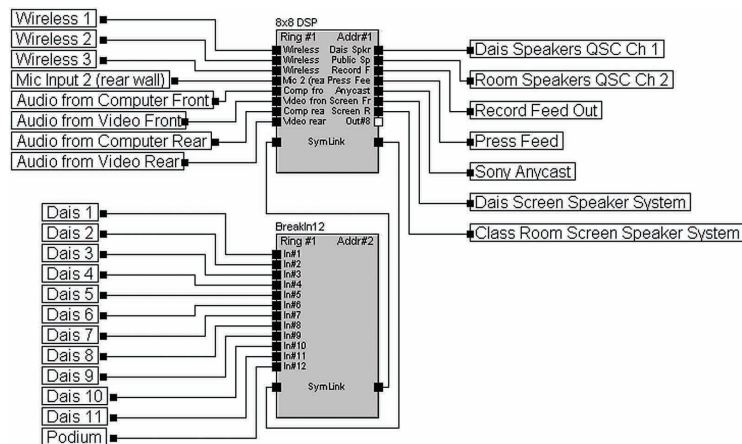 8x8 DSP
Wireless 1
Wireless 2
Wireless 3
Mic Input 2 (rear wall)
Audio from Computer Front
Audio from Video Front
Audio from Computer Rear
Audio from Video Rear
Ring #1 Addr#1
Wireless Dais Spkr
Wireless Public Sp
Wireless Record F
Mic 2 (rea Press Fee
Comp fro Anycast
Video fron Screen Fr
Comp rea Screen R
Video rear Out#8
SymLink
Dais Speakers QSC Ch 1
Room Speakers QSC Ch 2
Record Feed Out
Press Feed
Sony Anycast
Dais Screen Speaker System
Class Room Screen Speaker System
Dais 1
Dais 2
Dais 3
Dais 4
Dais 5
Dais 6
Dais 7
Dais 8
Dais 9
Dais 10
Dais 11
Podium
BreakIn12
Ring #1 Addr#2
In#1
In#2
In#3
In#4
In#5
In#6
In#7
In#8
In#9
In#10
In#11
In#12
SymLink